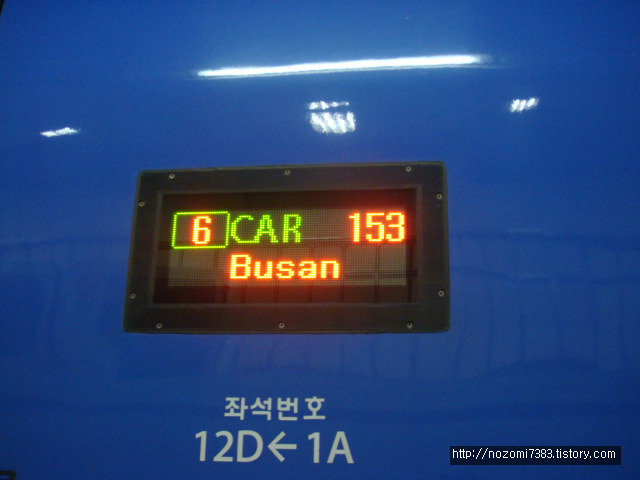 6 CAR 153
Busan
좌석번호
12D←1A
http://nozomi7383.tistory.com